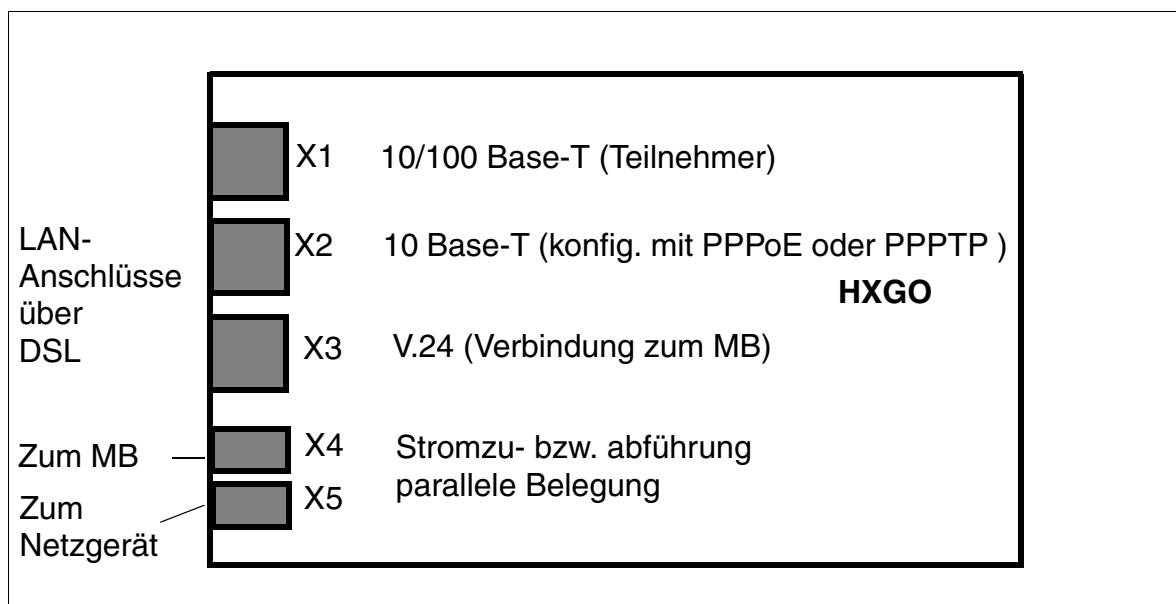 X1 10/100 Base-T (Teilnehmer)
LAN-
Anschlüsse
über
DSL
X2 10 Base-T (konfig. mit PPPoE oder PPPTP )
HXGO
X3 V.24 (Verbindung zum MB)
Zum MB
X4 Stromzu- bzw. abführung
parallele Belegung
X5
Zum
Netzgerät